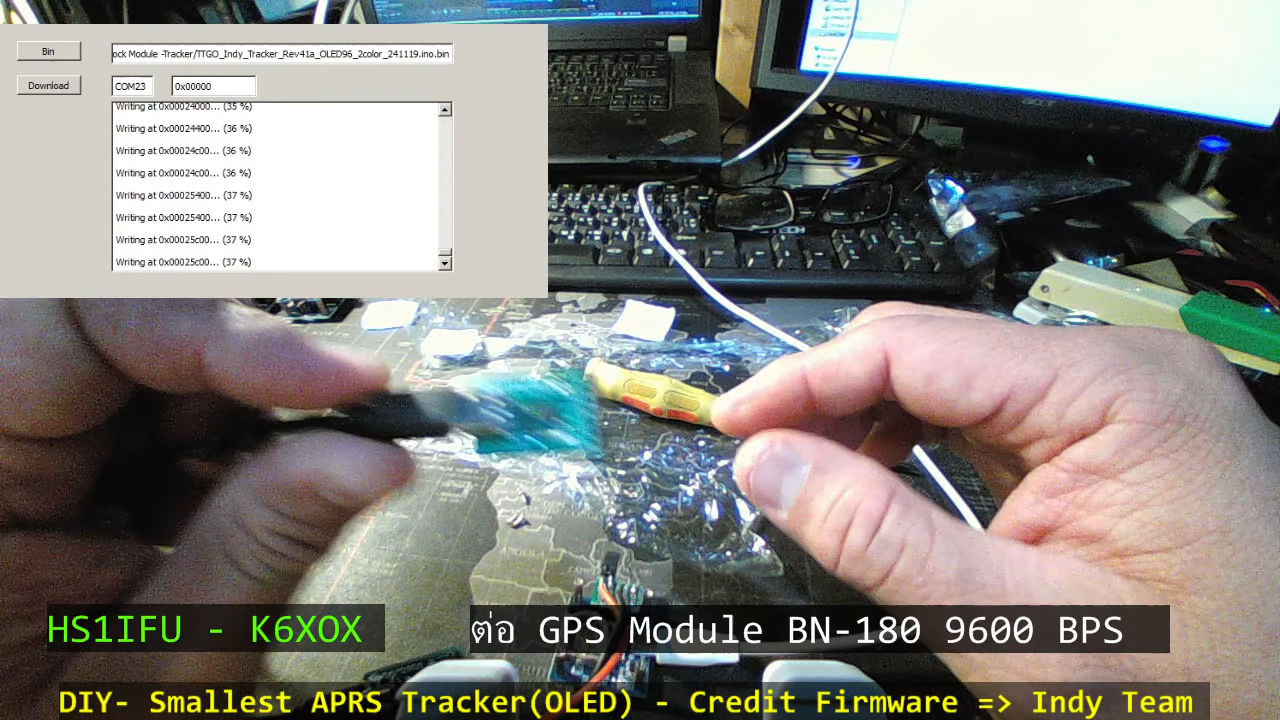 Bin
ock Module -Tracker/TTGO_Indy_Tracker_Rev41a_OLED96_2color_241119.ino.bin
Download
COM23
0x00000
Writing at 0x00024000... (35 %)
Writing at 0x00024400... (36 %)
Writing at 0x00024c00... (36 %)
Writing at 0x00024c00... (36 %)
Writing at 0x00025400... (37 %)
Writing at 0x00025400... (37 %)
Writing at 0x00025c00... (37 %)
Writing at 0x00025c00... (37 %)
ANGOLA
HS1IFU - K6XOX
ต่อ GPS Module BN-180 9600 BPS
DIY- Smallest APRS Tracker(OLED) - Credit Firmware => Indy Team